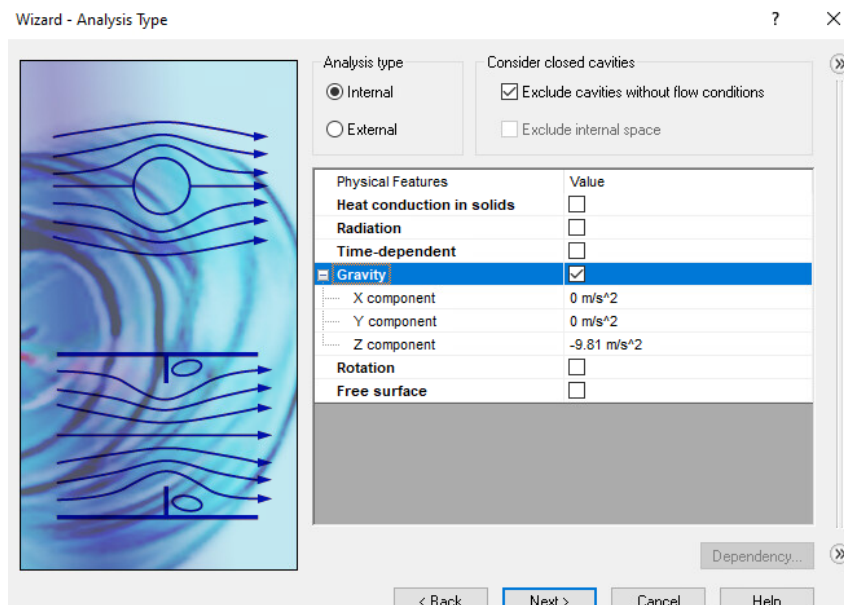 Wizard - Analysis Type
?
Analysis type
Internal
External
Consider closed cavities
Exclude cavities without flow conditions
Exclude internal space
Physical Features Value
Heat conduction in solids
Radiation
Time-dependent
Gravity
X component 0 m/s^2
Y component 0 m/s^2
Z component -9.81 m/s^2
Rotation
Free surface
Dependency...
< Back Next > Cancel Help